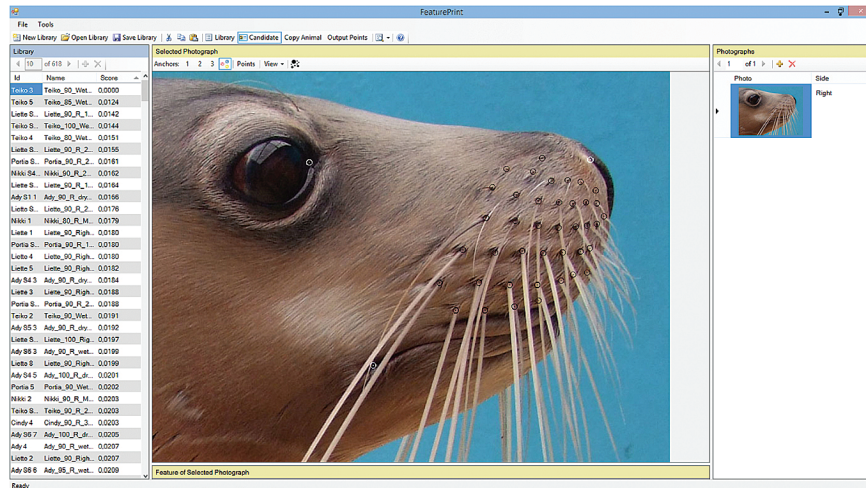 FeaturePrint
File Tools
New Library Open Library Save Library Library Candidate Copy Animal Output Points
Library Selected Photograph Photographe
10 of 618 Anchors: 1 2 3 Points View 1 of 1
Id Name Score Photo Side
Teiko 3 Teiko_90_Wet... 0,0000 Right
Teiko 5 Teiko_85_Wet... 0,0124
Liette S... Liette_90_R_1... 0,0142
Teiko S... Teiko_100_We... 0,0144
Teiko 4 Teiko_80_Wet... 0,0151
Liette S... Liette_90_R_2... 0,0155
Portia S... Portia_90_R_2... 0,0161
Nikki S4... Nikki_90_R_2... 0,0162
Liette S... Liette_90_R_1... 0,0164
Ady S1 1 Ady_90_R_dry... 0,0166
Liette S... Liette_90_R_2... 0,0176
Nikki 1 Nikki_80_R_M... 0,0179
Liette 1 Liette_90_Righ... 0,0180
Portia S... Portia_90_R_1... 0,0180
Liette 4 Liette_90_Righ... 0,0180
Liette 5 Liette_90_Righ... 0,0182
Ady S4 3 Ady_90_R_dry... 0,0184
Liette 3 Liette_90_Righ... 0,0188
Portia S... Portia_90_R_2... 0,0188
Teiko 2 Teiko_90_Wet... 0,0191
Ady S5 3 Ady_90_R_dry... 0,0192
Liette S... Liette_100_Rig... 0,0197
Ady S6 3 Ady_90_R_wet... 0,0199
Liette 8 Liette_90_Righ... 0,0199
Ady S4 5 Ady_100_R_dr... 0,0201
Portia 5 Portia_90_Wet... 0,0202
Nikki 2 Nikki_90_R_M... 0,0203
Teiko S... Teiko_90_R_2... 0,0203
Cindy 4 Cindy_90_R_3... 0,0203
Ady S6 7 Ady_100_R_dr... 0,0205
Ady 4 Ady_90_R_wet... 0,0207
Liette 2 Liette_90_Righ... 0,0207
Ady S6 6 Ady_95_R_wet... 0,0209
Feature of Selected Photograph
Ready